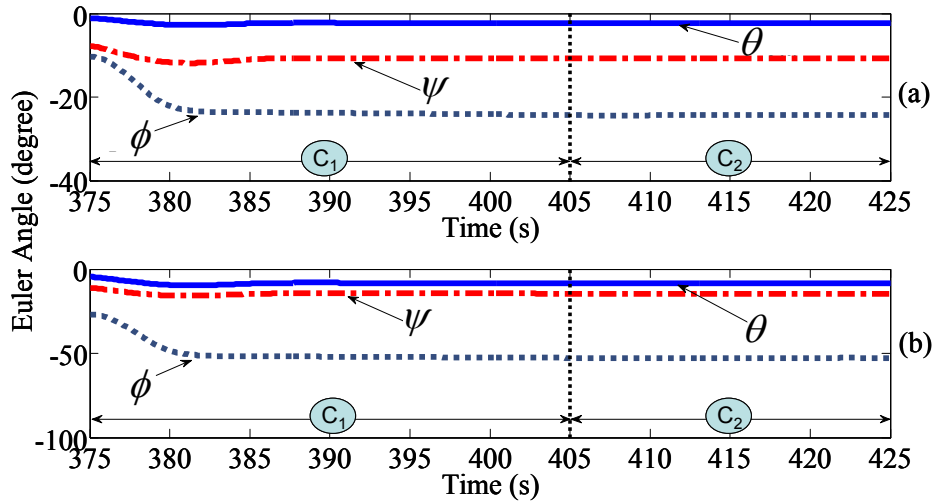 Euler Angle (degree)
0
-20
-40
θ
ψ
ϕ
(a)
C₁
C₂
375 380 385 390 395 400 405 410 415 420 425
Time (s)
0
-50
-100
ψ
θ
ϕ
(b)
C₁
C₂
375 380 385 390 395 400 405 410 415 420 425
Time (s)